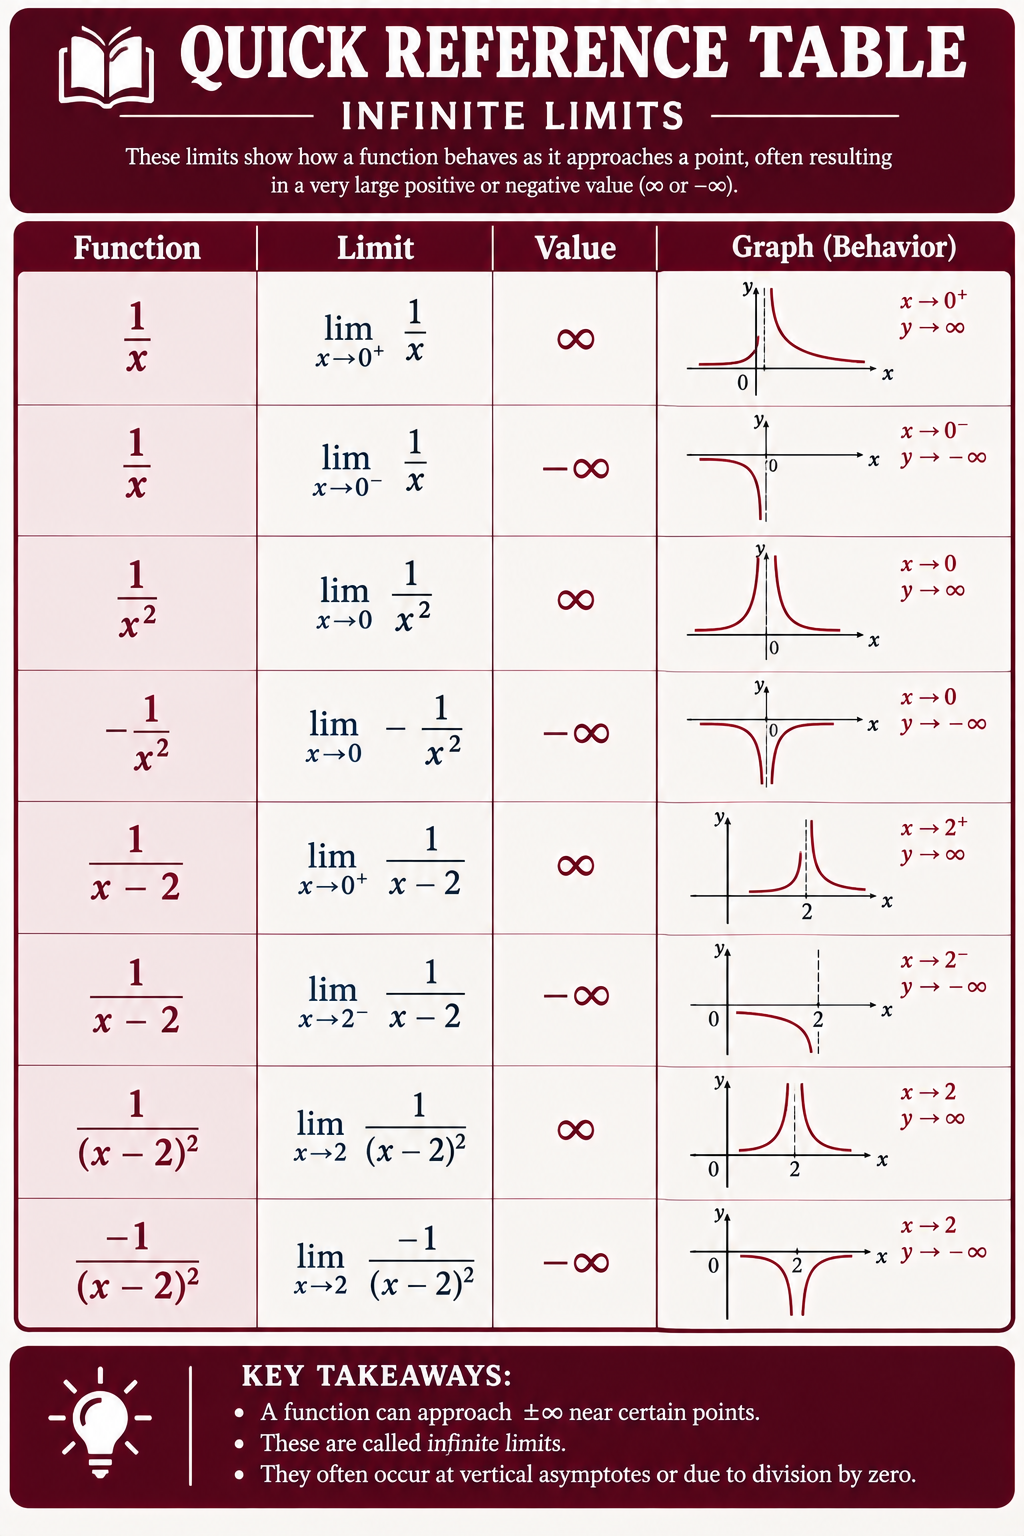 QUICK REFERENCE TABLE
INFINITE LIMITS
These limits show how a function behaves as it approaches a point, often resulting
in a very large positive or negative value (∞ or −∞).
Function Limit Value Graph (Behavior)
1/x lim x→0⁺ 1/x ∞ y 0 x x → 0⁺ y → ∞
1/x lim x→0⁻ 1/x −∞ y 0 x x → 0⁻ y → −∞
1/x² lim x→0 1/x² ∞ y 0 x x → 0 y → ∞
−1/x² lim x→0 −1/x² −∞ y 0 x x → 0 y → −∞
1/(x − 2) lim x→0⁺ 1/(x − 2) ∞ y 2 x x → 2⁺ y → ∞
1/(x − 2) lim x→2⁻ 1/(x − 2) −∞ y 0 2 x x → 2⁻ y → −∞
1/(x − 2)² lim x→2 1/(x − 2)² ∞ y 0 2 x x → 2 y → ∞
−1/(x − 2)² lim x→2 −1/(x − 2)² −∞ y 0 2 x x → 2 y → −∞
KEY TAKEAWAYS:
• A function can approach ±∞ near certain points.
• These are called infinite limits.
• They often occur at vertical asymptotes or due to division by zero.